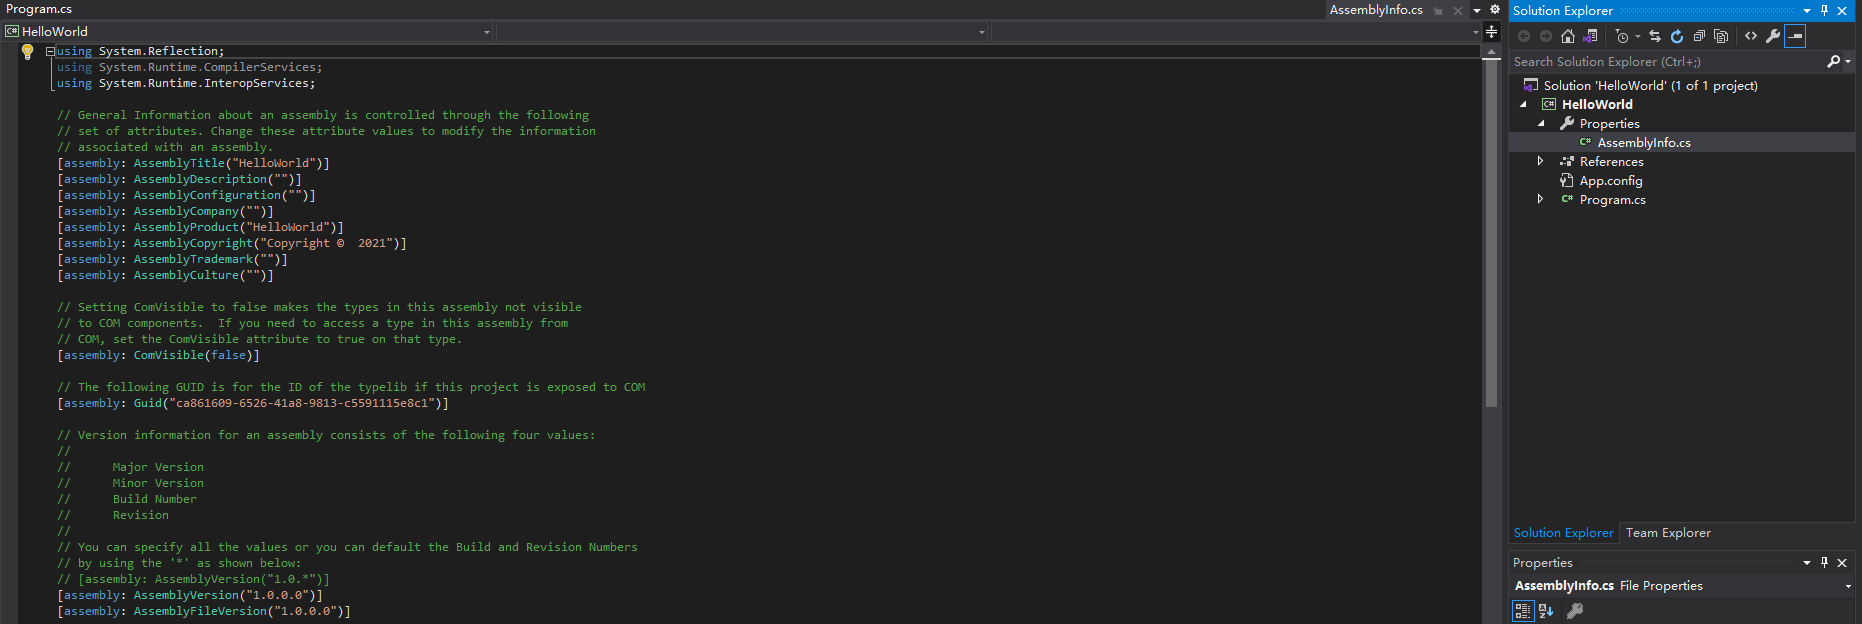 Program.cs
AssemblyInfo.cs
C# HelloWorld
using System.Reflection;
using System.Runtime.CompilerServices;
using System.Runtime.InteropServices;
// General Information about an assembly is controlled through the following
// set of attributes. Change these attribute values to modify the information
// associated with an assembly.
[assembly: AssemblyTitle("HelloWorld")]
[assembly: AssemblyDescription("")]
[assembly: AssemblyConfiguration("")]
[assembly: AssemblyCompany("")]
[assembly: AssemblyProduct("HelloWorld")]
[assembly: AssemblyCopyright("Copyright ©  2021")]
[assembly: AssemblyTrademark("")]
[assembly: AssemblyCulture("")]
// Setting ComVisible to false makes the types in this assembly not visible
// to COM components.  If you need to access a type in this assembly from
// COM, set the ComVisible attribute to true on that type.
[assembly: ComVisible(false)]
// The following GUID is for the ID of the typelib if this project is exposed to COM
[assembly: Guid("ca861609-6526-41a8-9813-c5591115e8c1")]
// Version information for an assembly consists of the following four values:
//
//      Major Version
//      Minor Version
//      Build Number
//      Revision
//
// You can specify all the values or you can default the Build and Revision Numbers
// by using the '*' as shown below:
// [assembly: AssemblyVersion("1.0.*")]
[assembly: AssemblyVersion("1.0.0.0")]
[assembly: AssemblyFileVersion("1.0.0.0")]
Solution Explorer
Search Solution Explorer (Ctrl+;)
Solution 'HelloWorld' (1 of 1 project)
C# HelloWorld
Properties
C# AssemblyInfo.cs
References
App.config
C# Program.cs
Solution Explorer
Team Explorer
Properties
AssemblyInfo.cs File Properties